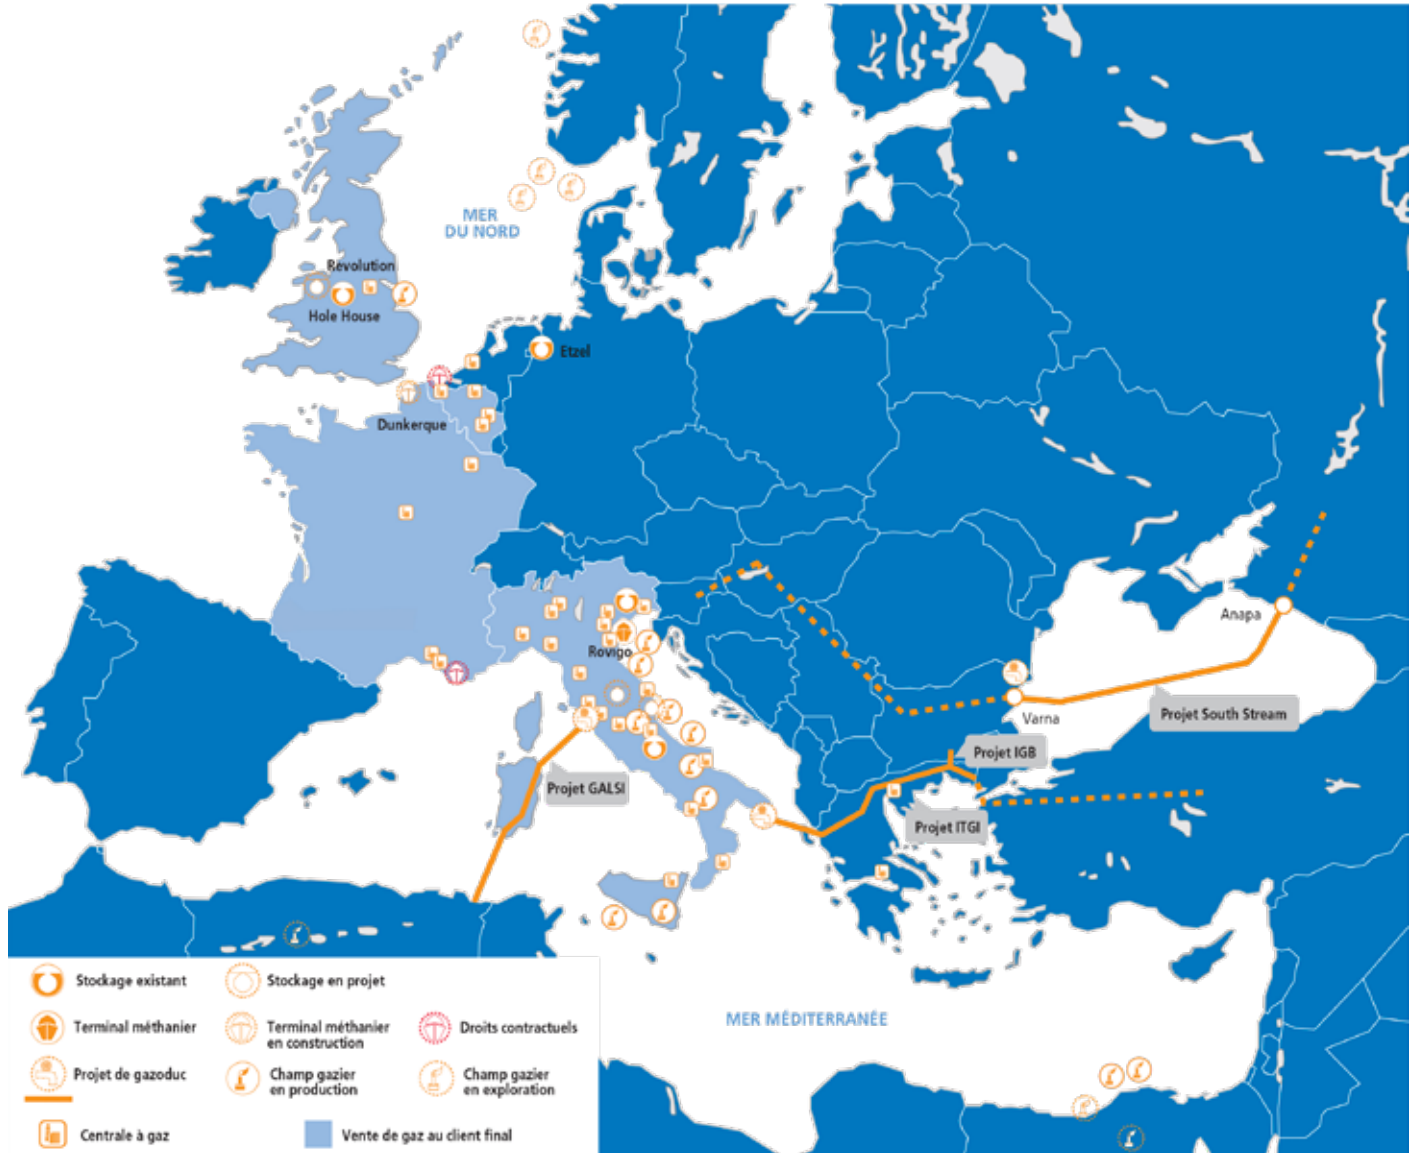 MER
DU NORD
Revolution
Hole House
Etzel
Dunkerque
Anapa
Rovigo
Varna
Projet South Stream
Projet IGB
Projet GALSI
Projet ITGI
MER MÉDITERRANÉE
Stockage existant
Stockage en projet
Terminal méthanier
Terminal méthanier
en construction
Droits contractuels
Projet de gazoduc
Champ gazier
en production
Champ gazier
en exploration
Centrale à gaz
Vente de gaz au client final